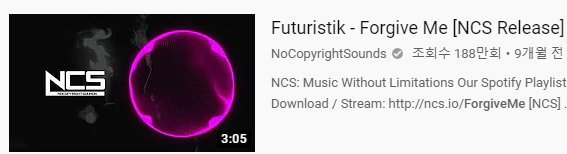 Futuristik - Forgive Me [NCS Release]
NoCopyrightSounds 조회수 188만회 • 9개월 전
NCS: Music Without Limitations Our Spotify Playlist
Download / Stream: http://ncs.io/ForgiveMe [NCS] ..
NCS
NOCOPYRIGHTSOUNDS
3:05